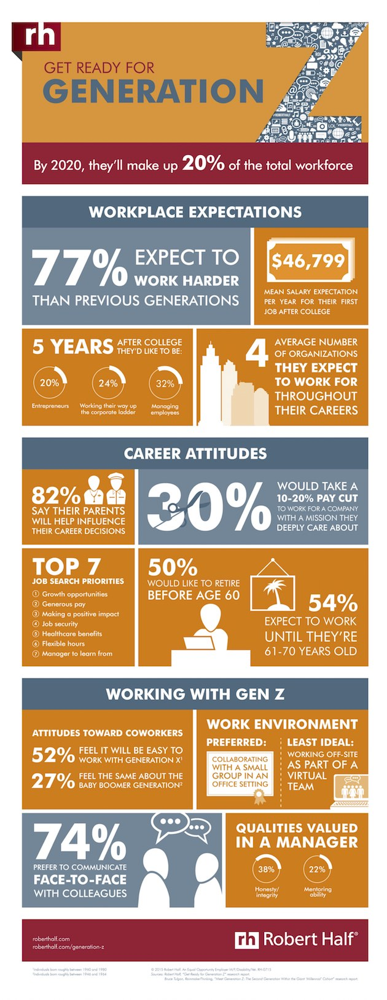 rh
GET READY FOR
GENERATION
Z
#ROBERTHALF
LOL
By 2020, they'll make up 20% of the total workforce
WORKPLACE EXPECTATIONS
77% EXPECT TO
WORK HARDER
THAN PREVIOUS GENERATIONS
$46,799
MEAN SALARY EXPECTATION
PER YEAR FOR THEIR FIRST
JOB AFTER COLLEGE
5 YEARS AFTER COLLEGE
THEY'D LIKE TO BE:
20%
Entrepreneurs
24%
Working their way up
the corporate ladder
32%
Managing
employees
4 AVERAGE NUMBER
OF ORGANIZATIONS
THEY EXPECT
TO WORK FOR
THROUGHOUT
THEIR CAREERS
CAREER ATTITUDES
82%
SAY THEIR PARENTS
WILL HELP INFLUENCE
THEIR CAREER DECISIONS
30% WOULD TAKE A
10-20% PAY CUT
TO WORK FOR A COMPANY
WITH A MISSION THEY
DEEPLY CARE ABOUT
TOP 7
JOB SEARCH PRIORITIES
1 Growth opportunities
2 Generous pay
3 Making a positive impact
4 Job security
5 Healthcare benefits
6 Flexible hours
7 Manager to learn from
50%
WOULD LIKE TO RETIRE
BEFORE AGE 60
54%
EXPECT TO WORK
UNTIL THEY'RE
61-70 YEARS OLD
WORKING WITH GEN Z
ATTITUDES TOWARD COWORKERS
52% FEEL IT WILL BE EASY TO
WORK WITH GENERATION X¹
27% FEEL THE SAME ABOUT THE
BABY BOOMER GENERATION²
WORK ENVIRONMENT
PREFERRED:
COLLABORATING
WITH A SMALL
GROUP IN AN
OFFICE SETTING
LEAST IDEAL:
WORKING OFF-SITE
AS PART OF A
VIRTUAL
TEAM
74%
PREFER TO COMMUNICATE
FACE-TO-FACE
WITH COLLEAGUES
QUALITIES VALUED
IN A MANAGER
38%
Honesty/
integrity
22%
Mentoring
ability
roberthalf.com
roberthalf.com/generation-z
rh Robert Half®
¹Individuals born roughly between 1960 and 1980
²Individuals born roughly between 1946 and 1964
© 2015 Robert Half. An Equal Opportunity Employer M/F/Disability/Vet. RH-0715
Sources: Robert Half, "Get Ready for Generation Z" research report
Bruce Tulgan, RainmakerThinking, "Meet Generation Z: The Second Generation Within the Giant 'Millennial' Cohort" research report